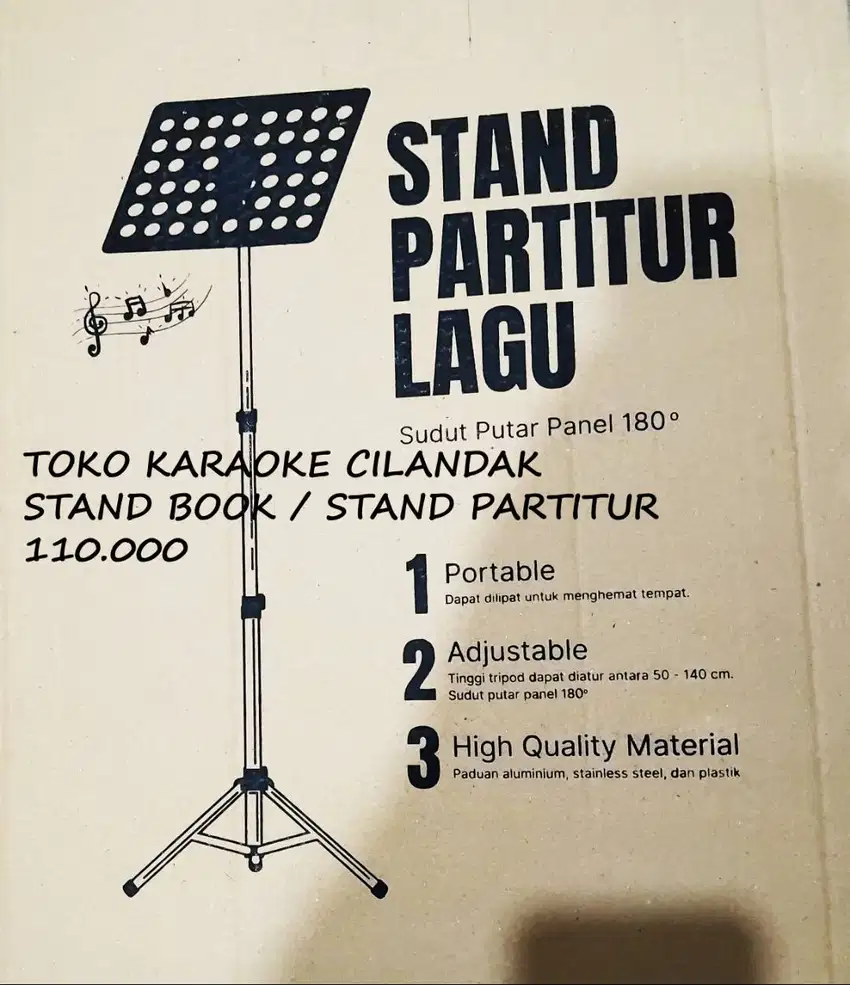 STAND
PARTITUR
LAGU
Sudut Putar Panel 180°
TOKO KARAOKE CILANDAK
STAND BOOK / STAND PARTITUR
110.000
1 Portable
Dapat dilipat untuk menghemat tempat.
2 Adjustable
Tinggi tripod dapat diatur antara 50 - 140 cm.
Sudut putar panel 180°
3 High Quality Material
Paduan aluminium, stainless steel, dan plastik